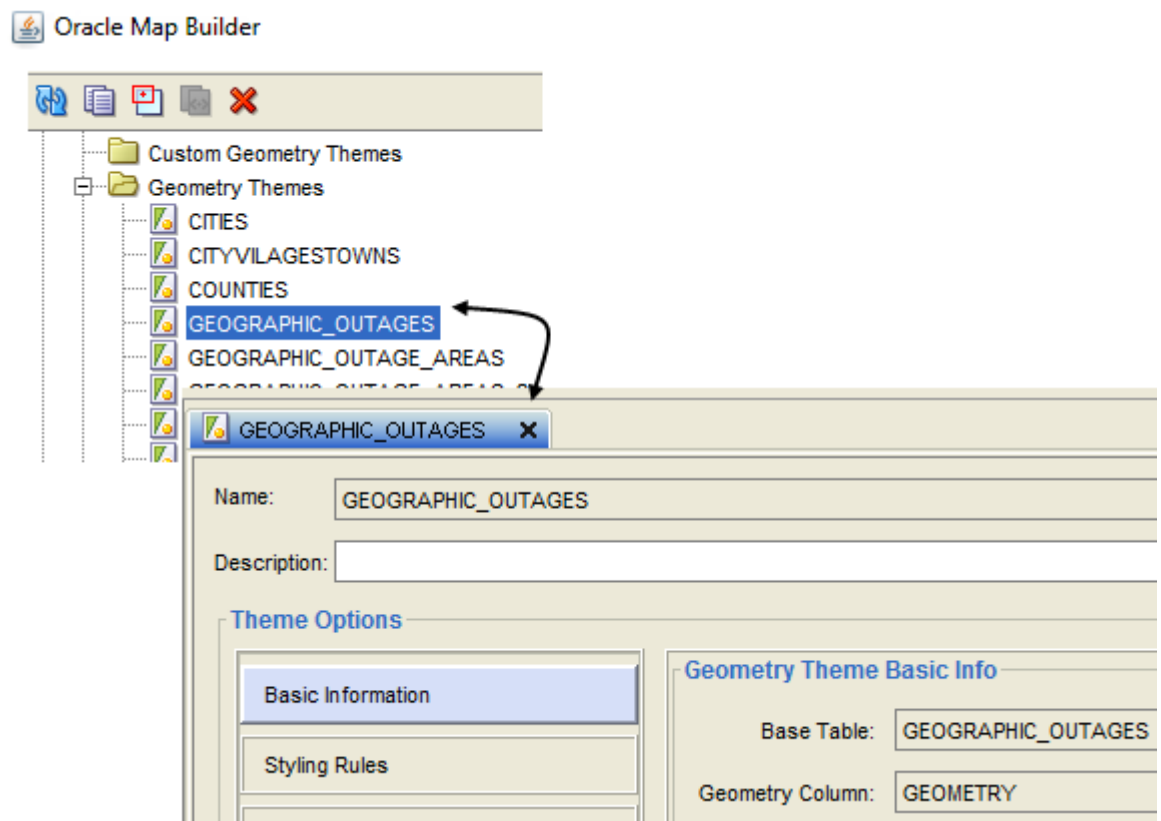 Oracle Map Builder
Custom Geometry Themes
Geometry Themes
CITIES
CITYVILAGESTOWNS
COUNTIES
GEOGRAPHIC_OUTAGES
GEOGRAPHIC_OUTAGE_AREAS
GEOGRAPHIC_OUTAGES
Name: GEOGRAPHIC_OUTAGES
Description:
Theme Options
Basic Information
Styling Rules
Geometry Theme Basic Info
Base Table: GEOGRAPHIC_OUTAGES
Geometry Column: GEOMETRY